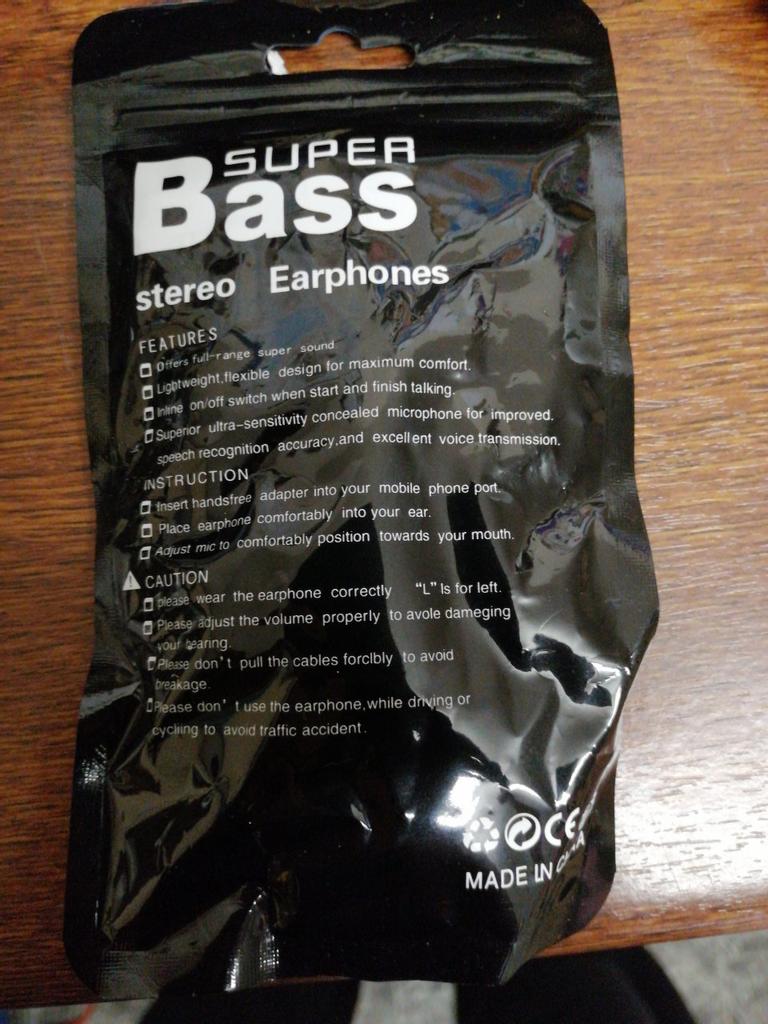 SUPER
Bass
stereo Earphones
FEATURES
Offers full-range super sound
Lightweight,flexible design for maximum comfort.
Inline on/off switch when start and finish talking.
Superior ultra-sensitivity concealed microphone for improved.
speech recognition accuracy,and excellent voice transmission.
INSTRUCTION
Insert handsfree adapter into your mobile phone port.
Place earphone comfortably into your ear.
Adjust mic to comfortably position towards your mouth.
CAUTION
please wear the earphone correctly "L" Is for left.
Please adjust the volume properly to avole dameging
your hearing.
Please don't pull the cables forclbly to avoid
breakage.
Please don't use the earphone,while driving or
cycliing to avoid traffic accident.
CE
MADE IN CHINA